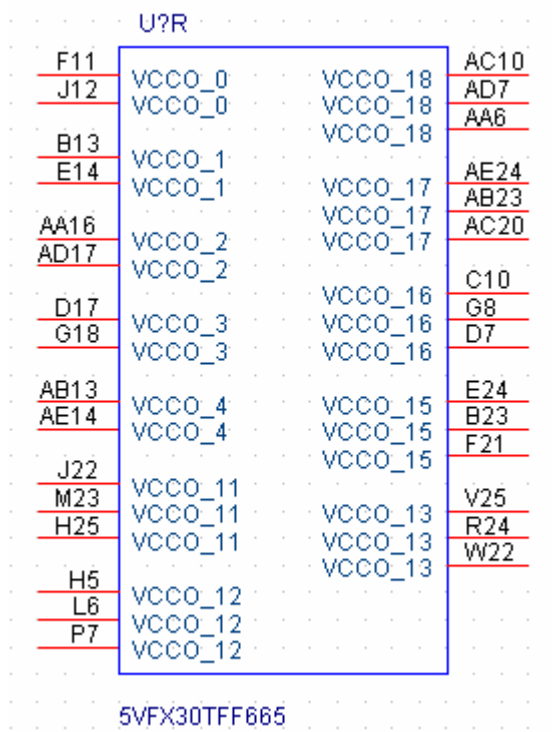 U?R
F11 VCCO_0 VCCO_18 AC10
J12 VCCO_0 VCCO_18 AD7
VCCO_18 AA6
B13 VCCO_1
E14 VCCO_1 VCCO_17 AE24
VCCO_17 AB23
AA16 VCCO_2 VCCO_17 AC20
AD17 VCCO_2
VCCO_16 C10
D17 VCCO_3 VCCO_16 G8
G18 VCCO_3 VCCO_16 D7
AB13 VCCO_4 VCCO_15 E24
AE14 VCCO_4 VCCO_15 B23
VCCO_15 F21
J22 VCCO_11
M23 VCCO_11 VCCO_13 V25
H25 VCCO_11 VCCO_13 R24
VCCO_13 W22
H5 VCCO_12
L6 VCCO_12
P7 VCCO_12
5VFX30TFF665